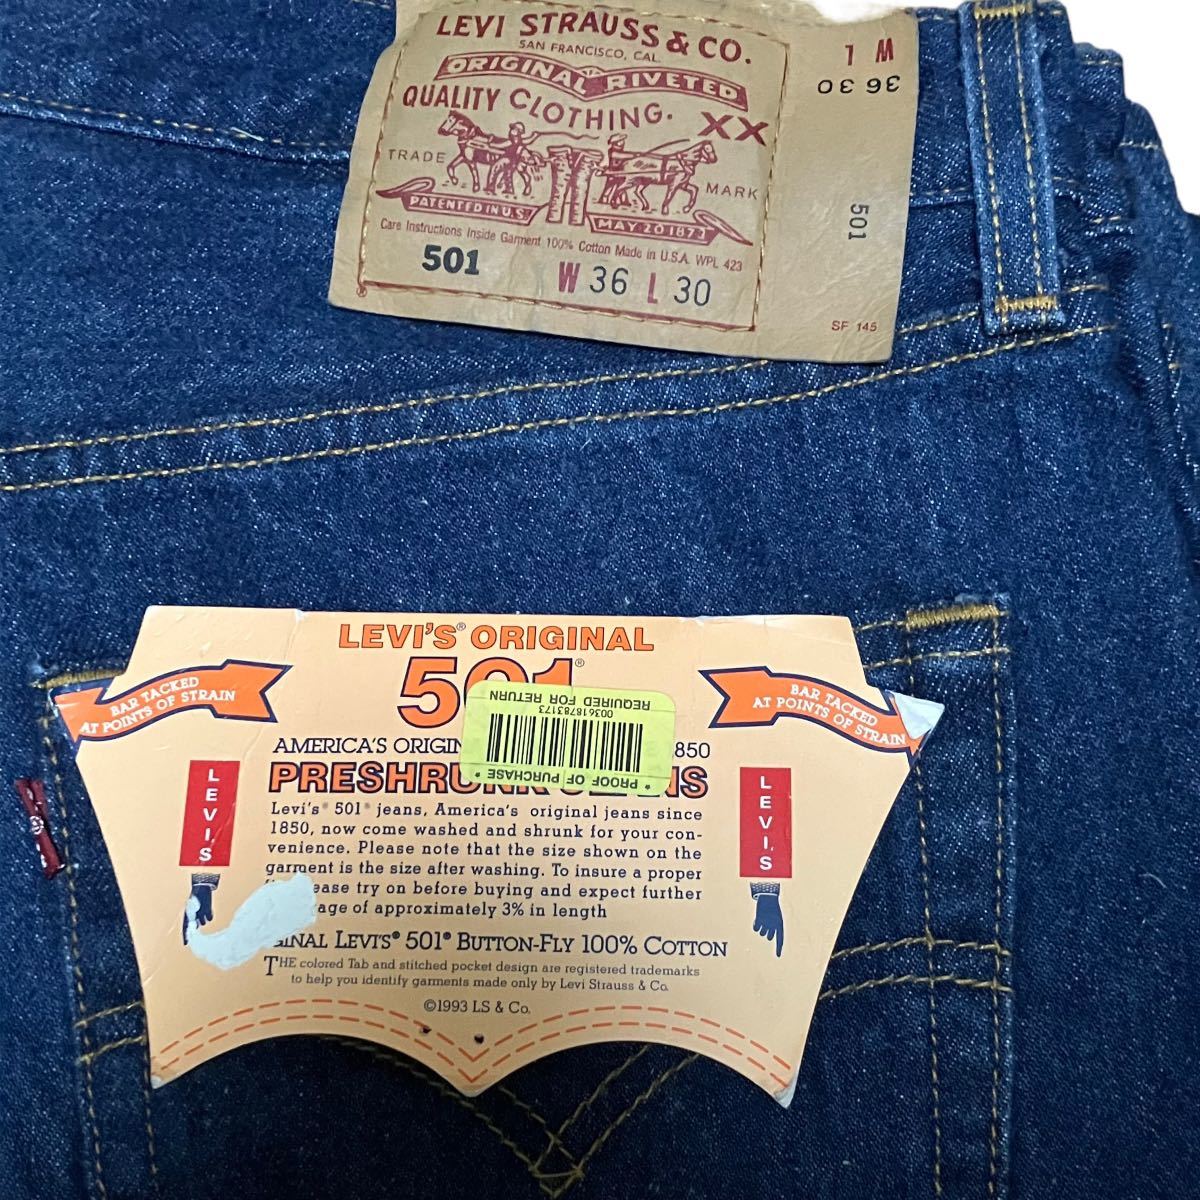 LEVI STRAUSS & CO.
SAN FRANCISCO, CAL.
ORIGINAL RIVETED
QUALITY CLOTHING.
XX
TRADE MARK
PATENTED IN U.S.
MAY 20 1873
Care Instructions Inside Garment 100% Cotton Made in U.S.A. WPL 423
501 W 36 L 30
W L
36 30
501
SF 145
®
LEVI'S® ORIGINAL
501®
BAR TACKED
AT POINTS OF STRAIN
BAR TACKED
AT POINTS OF STRAIN
* PROOF OF PURCHASE *
00361878З173
REQUIRED FOR RETURN
AMERICA'S 1850
LEVI'S
LEVI'S
Levi's® 501® jeans, America's original jeans since
1850, now come washed and shrunk for your con-
venience. Please note that the size shown on the
garment is the size after washing. To insure a proper
try on before buying and expect further
of approximately 3% in length
LEVI'S® 501® BUTTON-FLY 100% COTTON
THE colored Tab and stitched pocket design are registered trademarks
to help you identify garments made only by Levi Strauss & Co.
©1993 LS & Co.